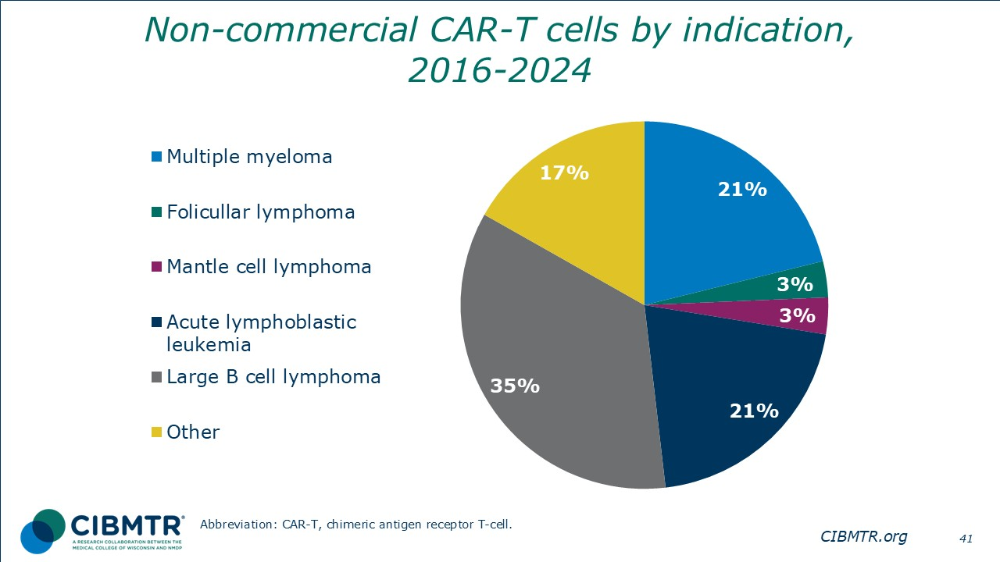 Non-commercial CAR-T cells by indication,
2016-2024
Multiple myeloma
Folicullar lymphoma
Mantle cell lymphoma
Acute lymphoblastic
leukemia
Large B cell lymphoma
Other
17%
21%
3%
3%
35%
21%
CIBMTR®
A RESEARCH COLLABORATION BETWEEN THE
MEDICAL COLLEGE OF WISCONSIN AND NMDP
Abbreviation: CAR-T, chimeric antigen receptor T-cell.
CIBMTR.org
41